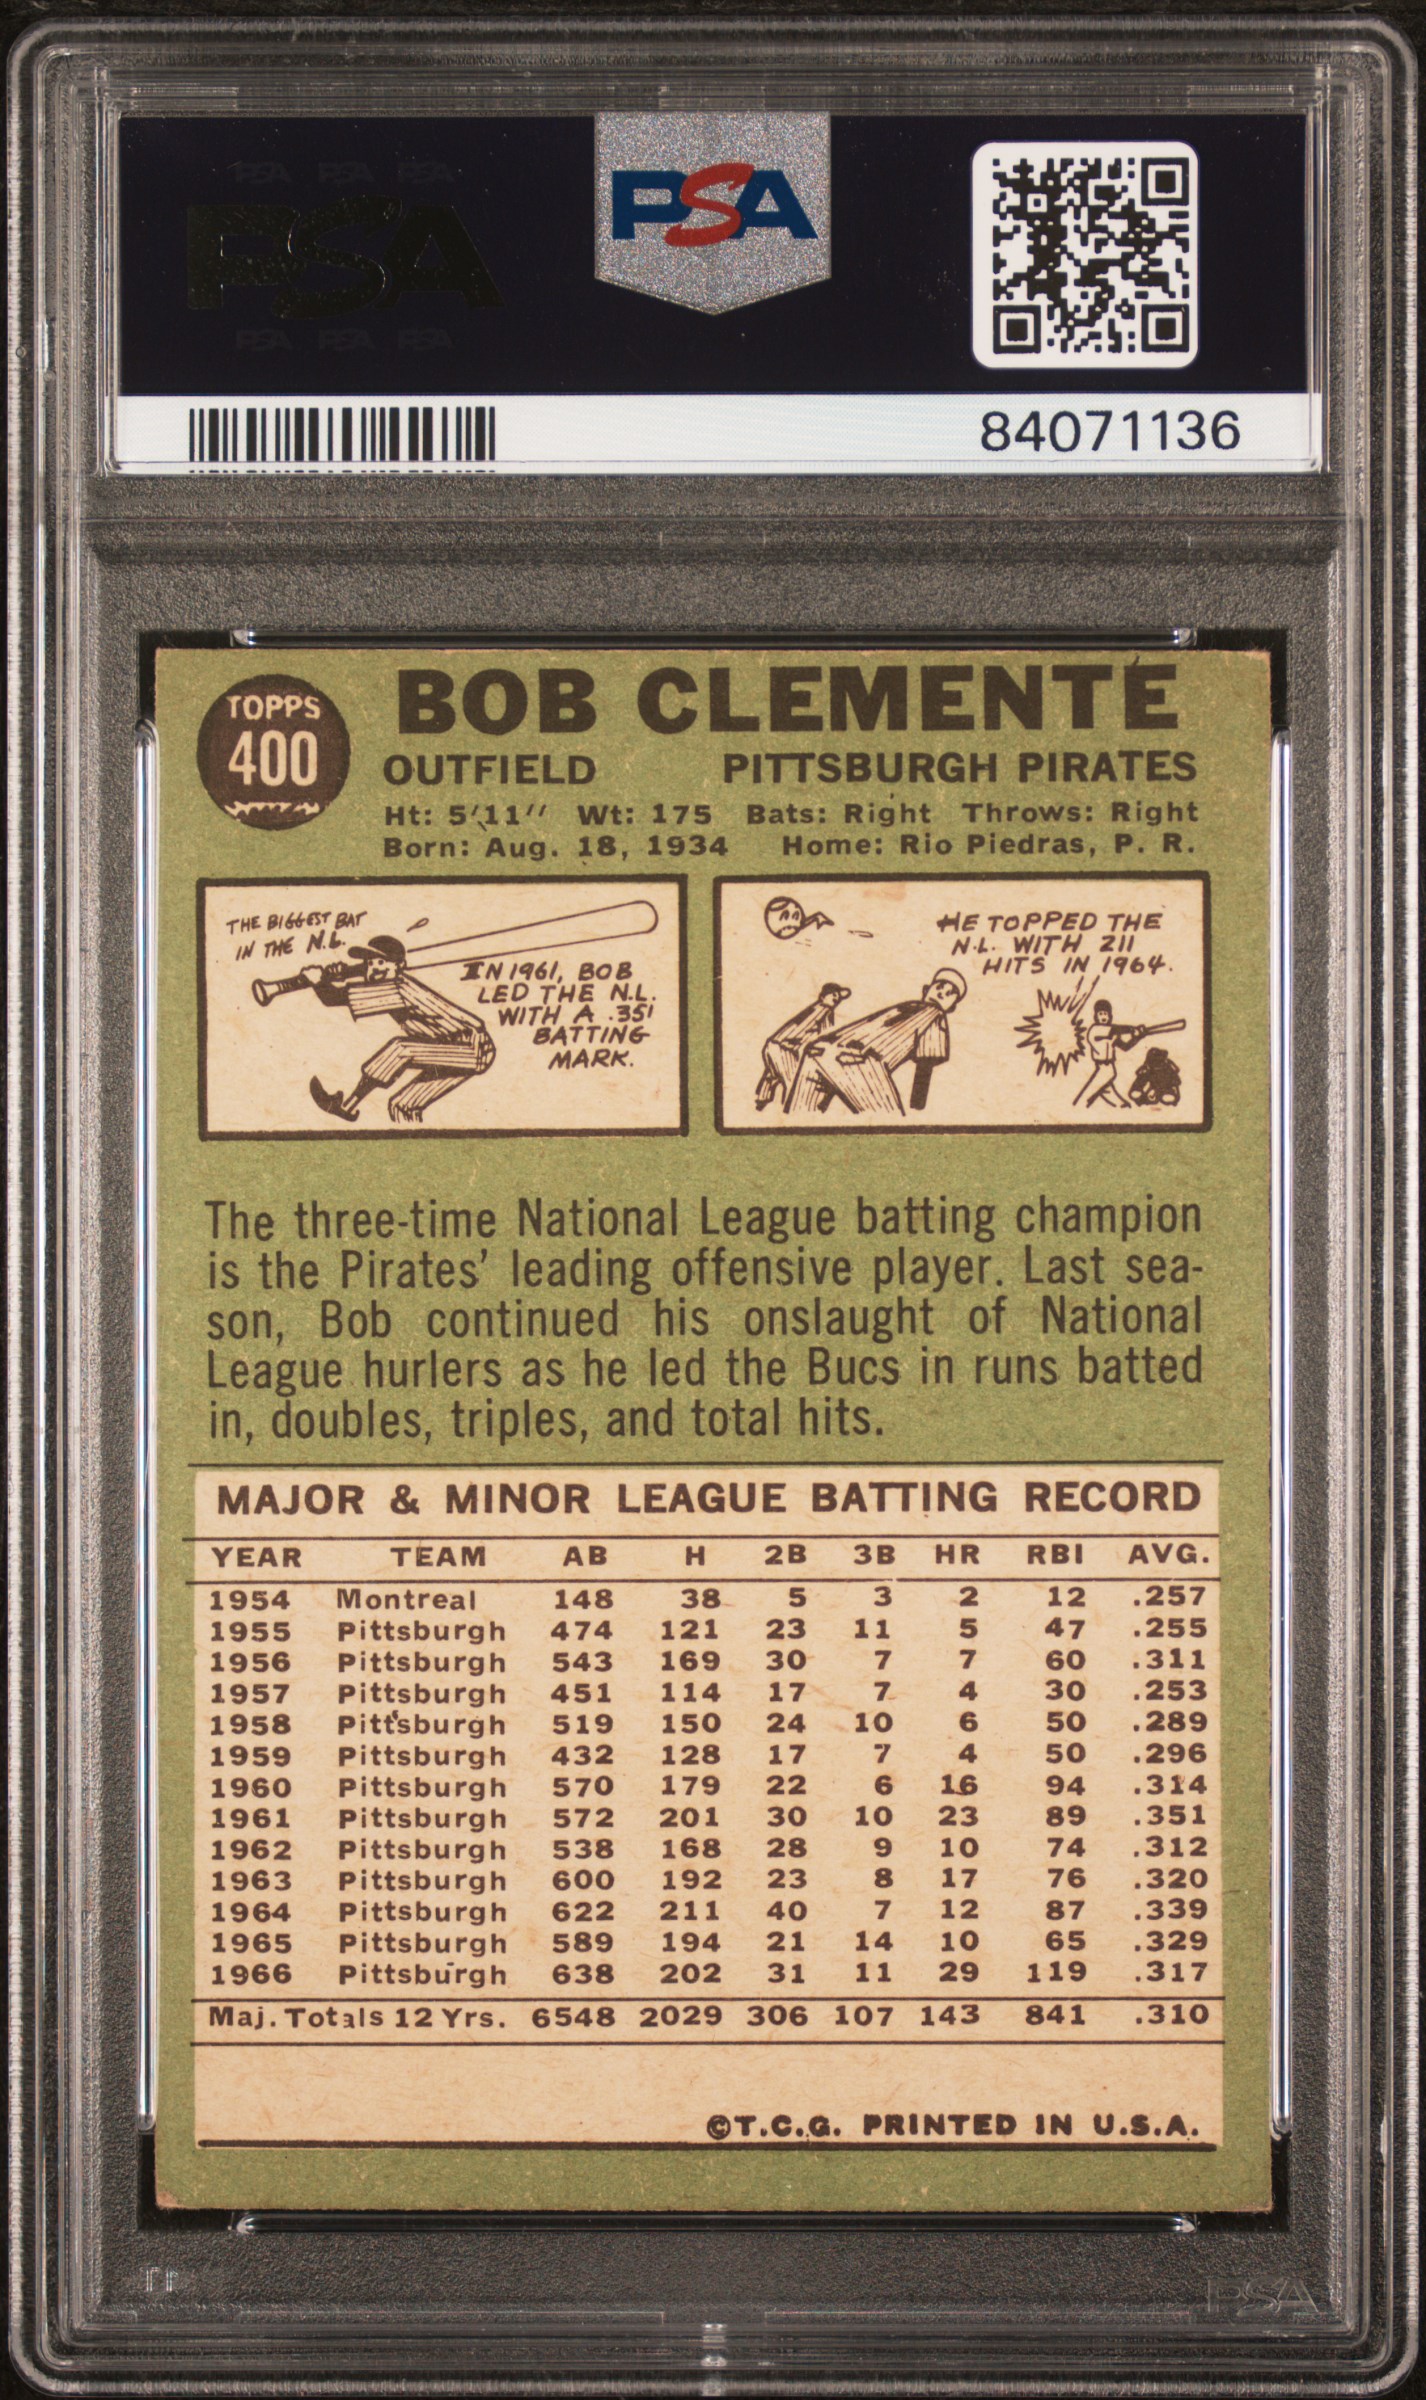 PSA PSA PSA
PSA
PSA PSA PSA
PSA
84071136
TOPPS
400
BOB CLEMENTE
OUTFIELD PITTSBURGH PIRATES
Ht: 5'11" Wt: 175 Bats: Right Throws: Right
Born: Aug. 18, 1934 Home: Rio Piedras, P. R.
THE BIGGEST BAT
IN THE N.L.
IN 1961, BOB
LED THE N.L.
WITH A .351
BATTING
MARK.
HE TOPPED THE
N.L. WITH 211
HITS IN 1964.
The three-time National League batting champion
is the Pirates' leading offensive player. Last sea-
son, Bob continued his onslaught of National
League hurlers as he led the Bucs in runs batted
in, doubles, triples, and total hits.
MAJOR & MINOR LEAGUE BATTING RECORD
YEAR TEAM AB H 2B 3B HR RBI AVG.
1954 Montreal 148 38 5 3 2 12 .257
1955 Pittsburgh 474 121 23 11 5 47 .255
1956 Pittsburgh 543 169 30 7 7 60 .311
1957 Pittsburgh 451 114 17 7 4 30 .253
1958 Pittsburgh 519 150 24 10 6 50 .289
1959 Pittsburgh 432 128 17 7 4 50 .296
1960 Pittsburgh 570 179 22 6 16 94 .314
1961 Pittsburgh 572 201 30 10 23 89 .351
1962 Pittsburgh 538 168 28 9 10 74 .312
1963 Pittsburgh 600 192 23 8 17 76 .320
1964 Pittsburgh 622 211 40 7 12 87 .339
1965 Pittsburgh 589 194 21 14 10 65 .329
1966 Pittsburgh 638 202 31 11 29 119 .317
Maj. Totals 12 Yrs. 6548 2029 306 107 143 841 .310
©T.C.G. PRINTED IN U.S.A.
PSA